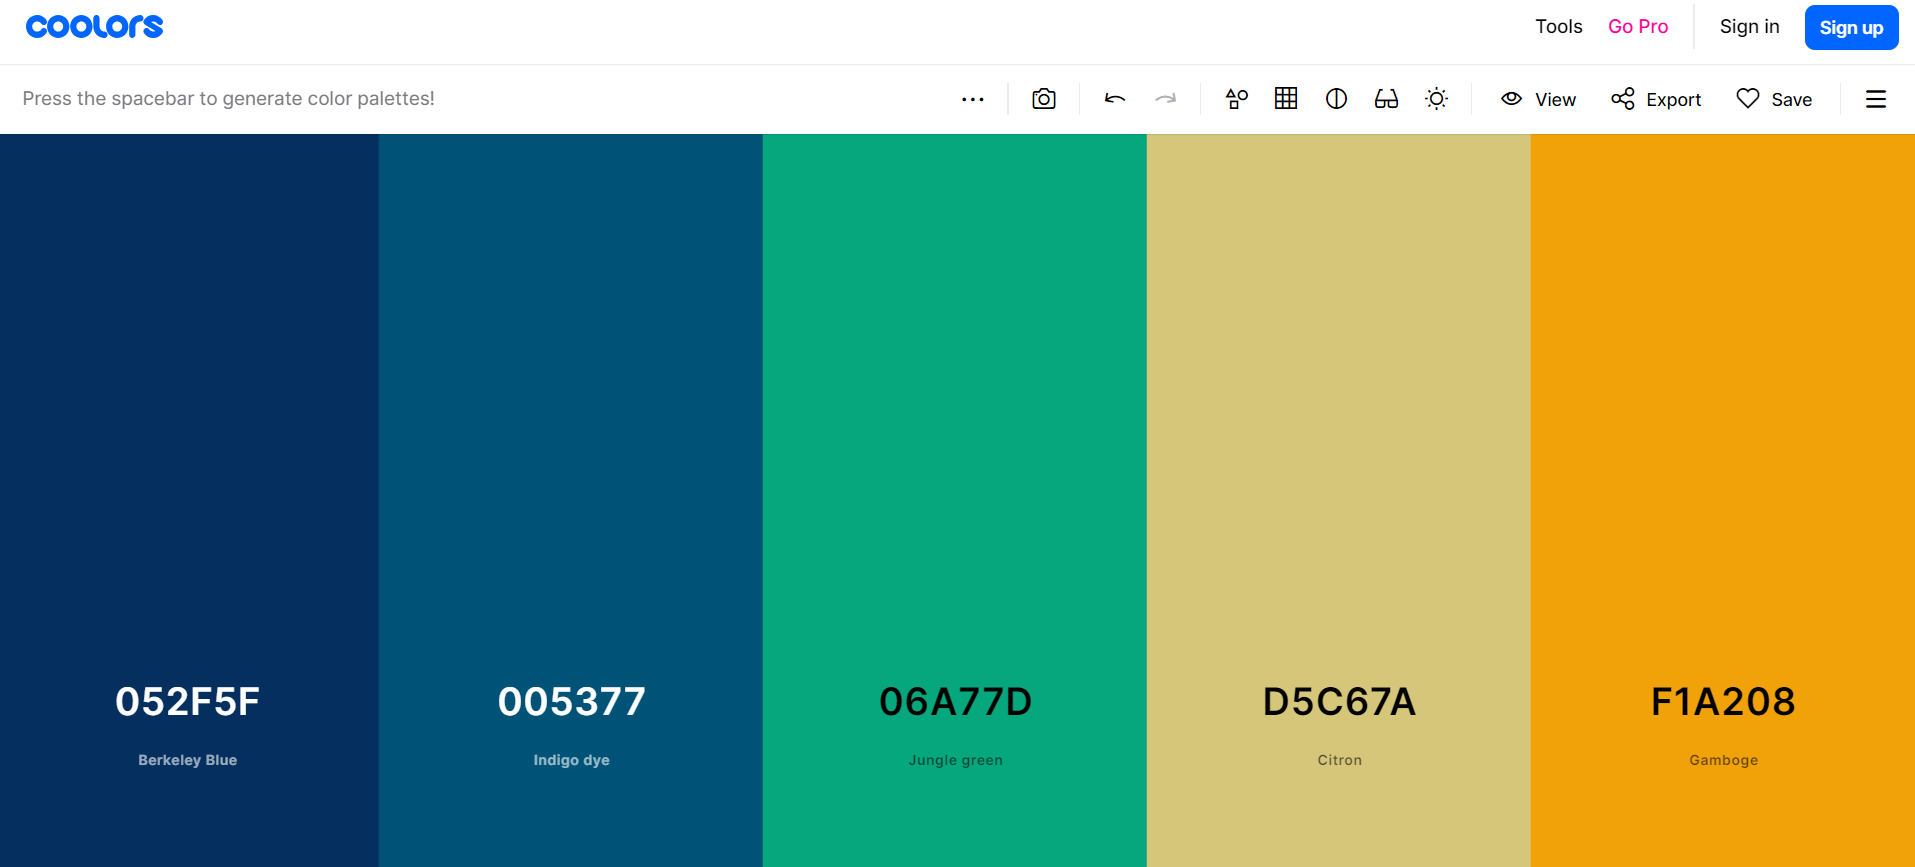 coolors
Tools Go Pro Sign in Sign up
Press the spacebar to generate color palettes!
View Export Save
052F5F
Berkeley Blue
005377
Indigo dye
06A77D
Jungle green
D5C67A
Citron
F1A208
Gamboge